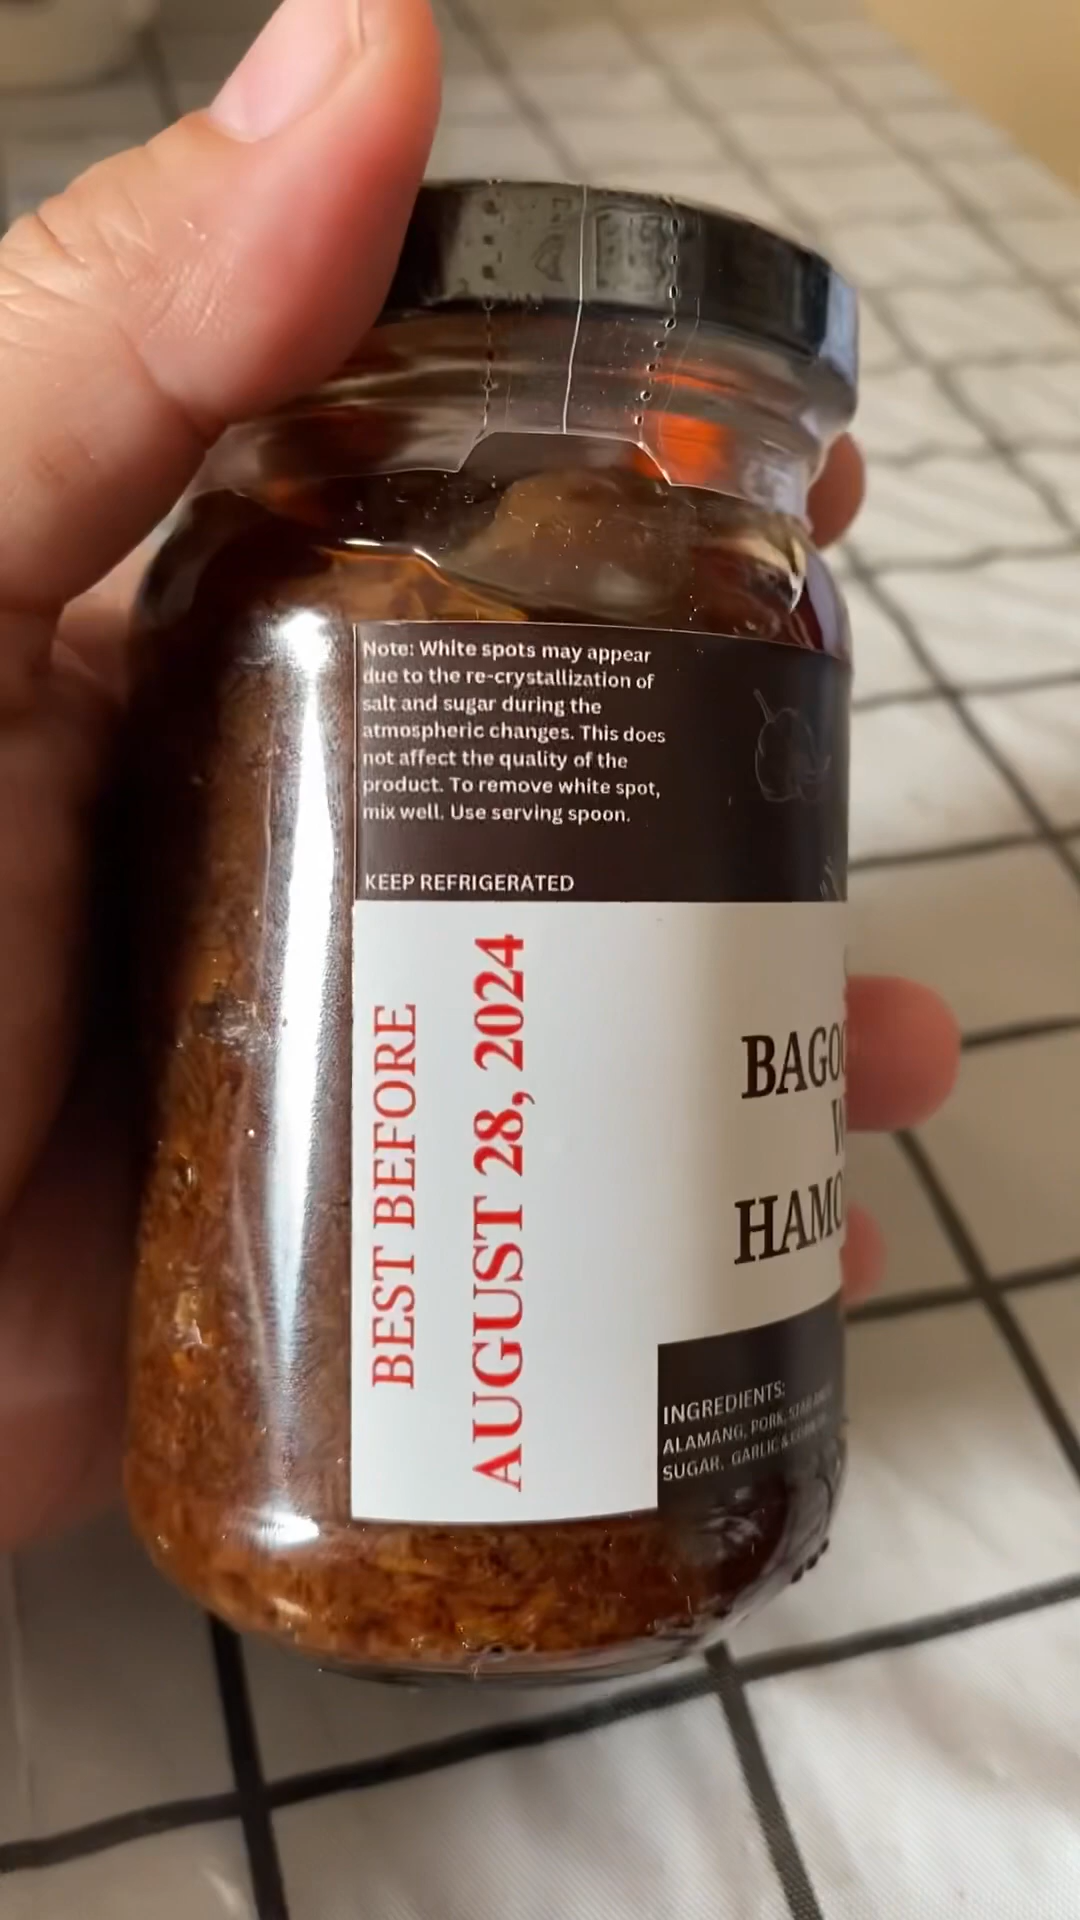 Note: White spots may appear
due to the re-crystallization of
salt and sugar during the
atmospheric changes. This does
not affect the quality of the
product. To remove white spot,
mix well. Use serving spoon.
KEEP REFRIGERATED
BEST BEFORE
AUGUST 28, 2024
INGREDIENTS:
ALAMANG, PORK,
SUGAR, GARLIC &